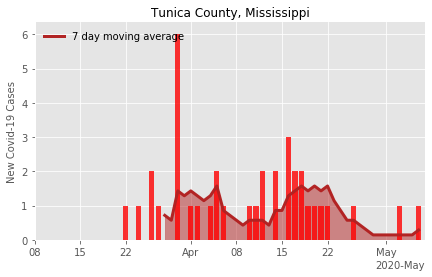 Tunica County, Mississippi
7 day moving average
New Covid-19 Cases
6
5
4
3
2
1
0
08
15
22
Apr
08
15
22
May
2020-May